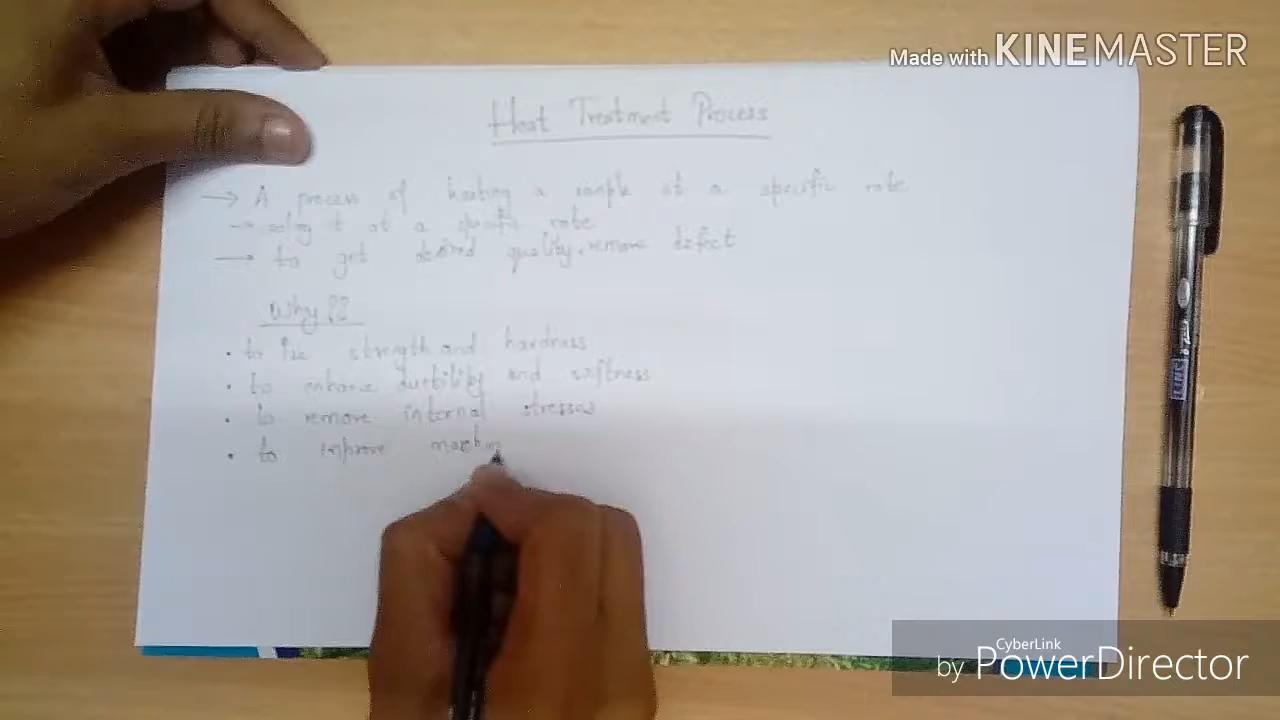 Made with KINEMASTER
Heat Treatment Process
→ A process of heating a sample at a specific rate
→ cooling it at a specific rate
→ to get desired quality, remove defect
Why??
• to strength and hardness
• to enhance ductility and softness
• to remove internal stresses
• to improve machin
LINC
CyberLink
by PowerDirector